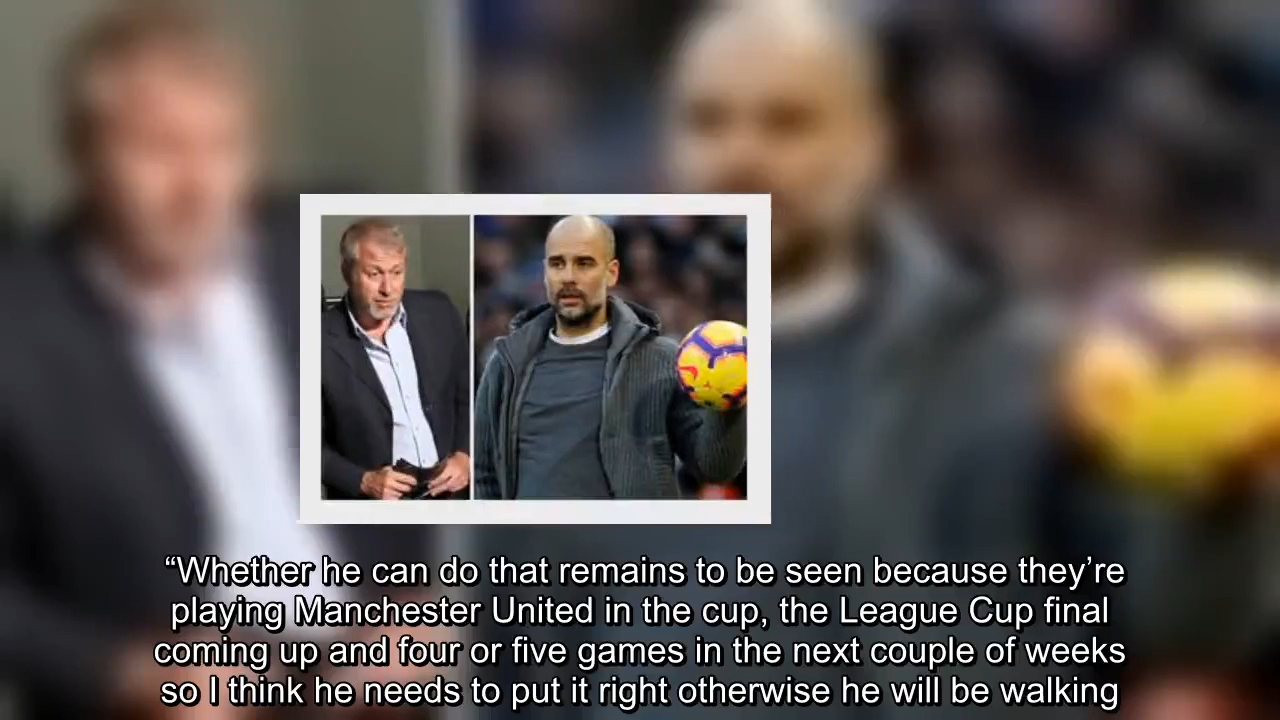 “Whether he can do that remains to be seen because they’re
playing Manchester United in the cup, the League Cup final
coming up and four or five games in the next couple of weeks
so I think he needs to put it right otherwise he will be walking